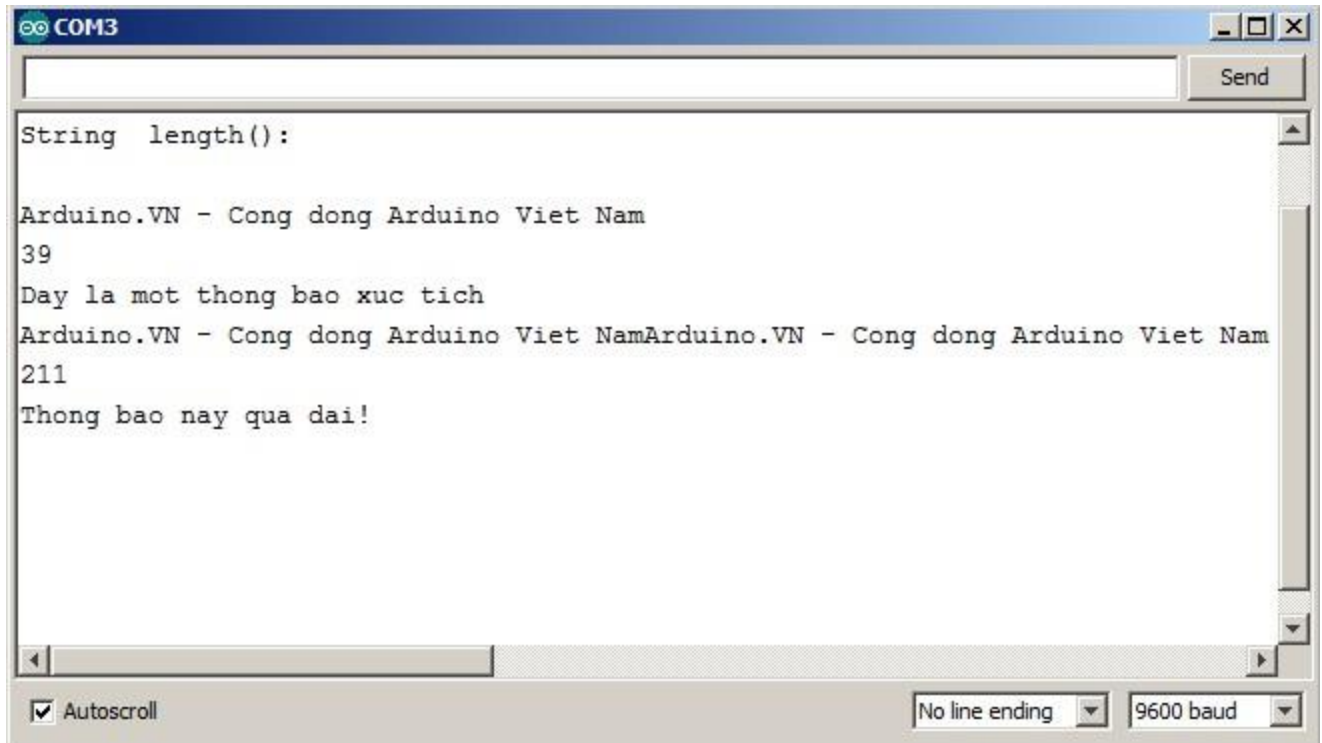 COM3
Send
String  length():
Arduino.VN - Cong dong Arduino Viet Nam
39
Day la mot thong bao xuc tich
Arduino.VN - Cong dong Arduino Viet NamArduino.VN - Cong dong Arduino Viet Nam
211
Thong bao nay qua dai!
Autoscroll
No line ending
9600 baud